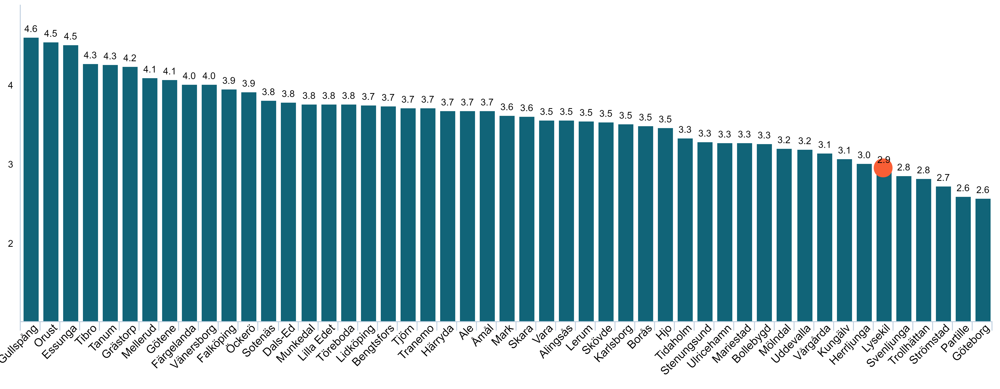 4.6 4.5 4.5 4.3 4.3 4.2 4.1 4.1 4.0 4.0 3.9 3.9 3.8 3.8 3.8 3.8 3.8 3.7 3.7 3.7 3.7 3.7 3.7 3.7 3.6 3.6 3.5 3.5 3.5 3.5 3.5 3.5 3.5 3.3 3.3 3.3 3.3 3.3 3.2 3.2 3.1 3.1 3.0 2.9 2.8 2.8 2.7 2.6 2.6
4
3
2
Gullspång
Orust
Essunga
Tibro
Tanum
Grästorp
Mellerud
Götene
Färgelanda
Vänersborg
Falköping
Öckerö
Sotenäs
Dals-Ed
Munkedal
Lilla Edet
Töreboda
Lidköping
Bengtsfors
Tjörn
Tranemo
Härryda
Ale
Åmål
Mark
Skara
Vara
Alingsås
Lerum
Skövde
Karlsborg
Borås
Hjo
Tidaholm
Stenungsund
Ulricehamn
Mariestad
Bollebygd
Mölndal
Uddevalla
Vårgårda
Kungälv
Herrljunga
Lysekil
Svenljunga
Trollhättan
Strömstad
Partille
Göteborg